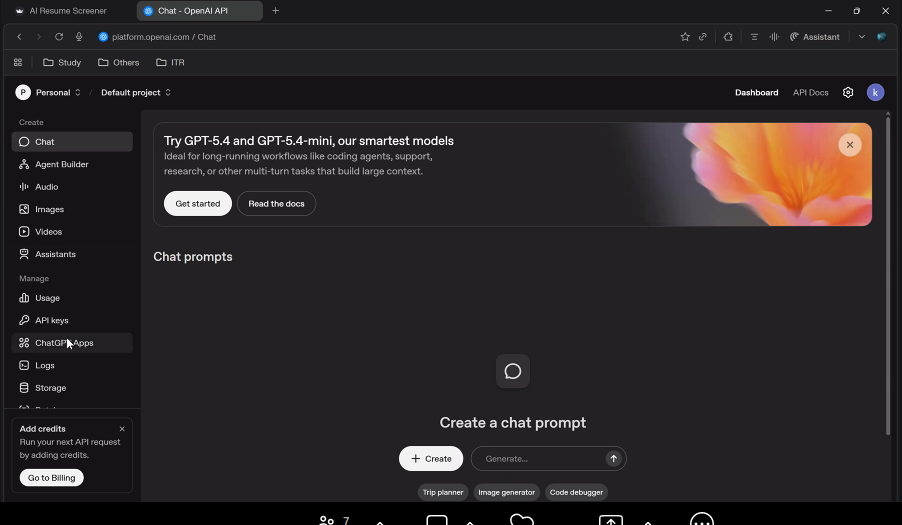 AI Resume Screener
Chat - OpenAI API
platform.openai.com / Chat
Assistant
Study
Others
ITR
P
Personal
/
Default project
Dashboard
API Docs
k
Create
Chat
Agent Builder
Audio
Images
Videos
Assistants
Manage
Usage
API keys
ChatGPT Apps
Logs
Storage
Add credits
Run your next API request
by adding credits.
Go to Billing
Try GPT-5.4 and GPT-5.4-mini, our smartest models
Ideal for long-running workflows like coding agents, support,
research, or other multi-turn tasks that build large context.
Get started
Read the docs
Chat prompts
Create a chat prompt
Create
Generate...
Trip planner
Image generator
Code debugger
7